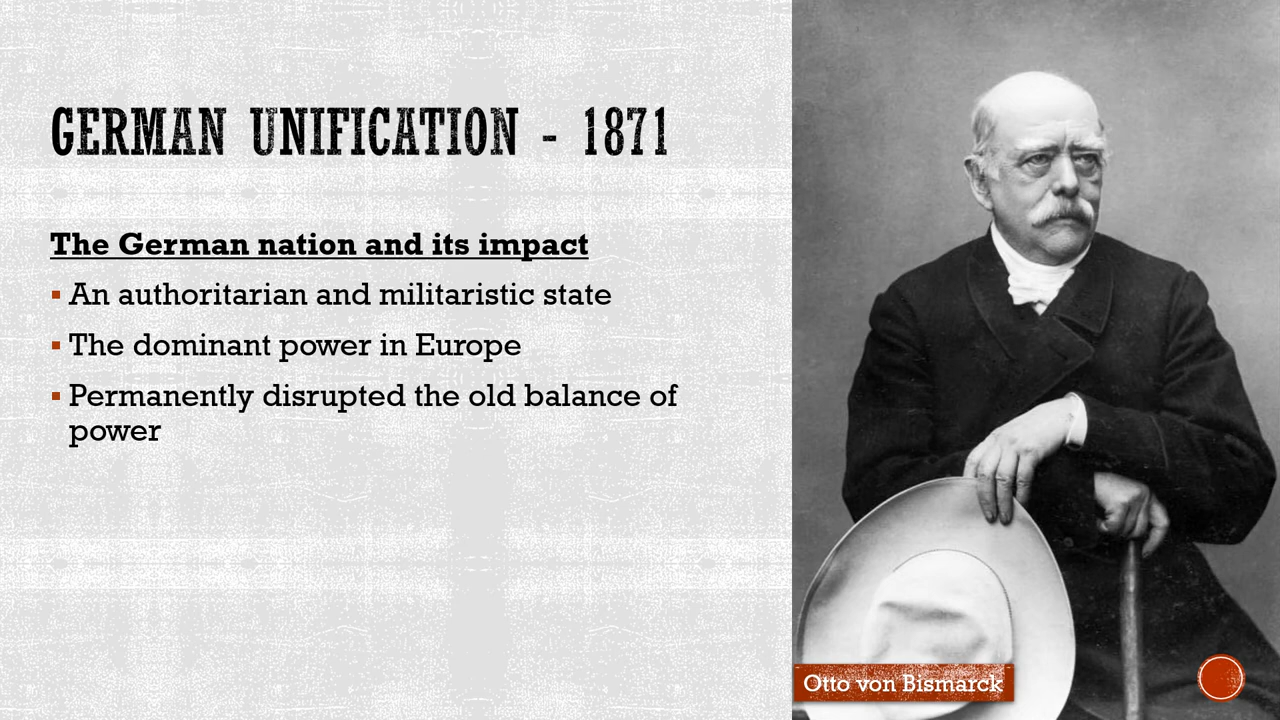 GERMAN UNIFICATION - 1871
The German nation and its impact
▪ An authoritarian and militaristic state
▪ The dominant power in Europe
▪ Permanently disrupted the old balance of
power
Otto von Bismarck